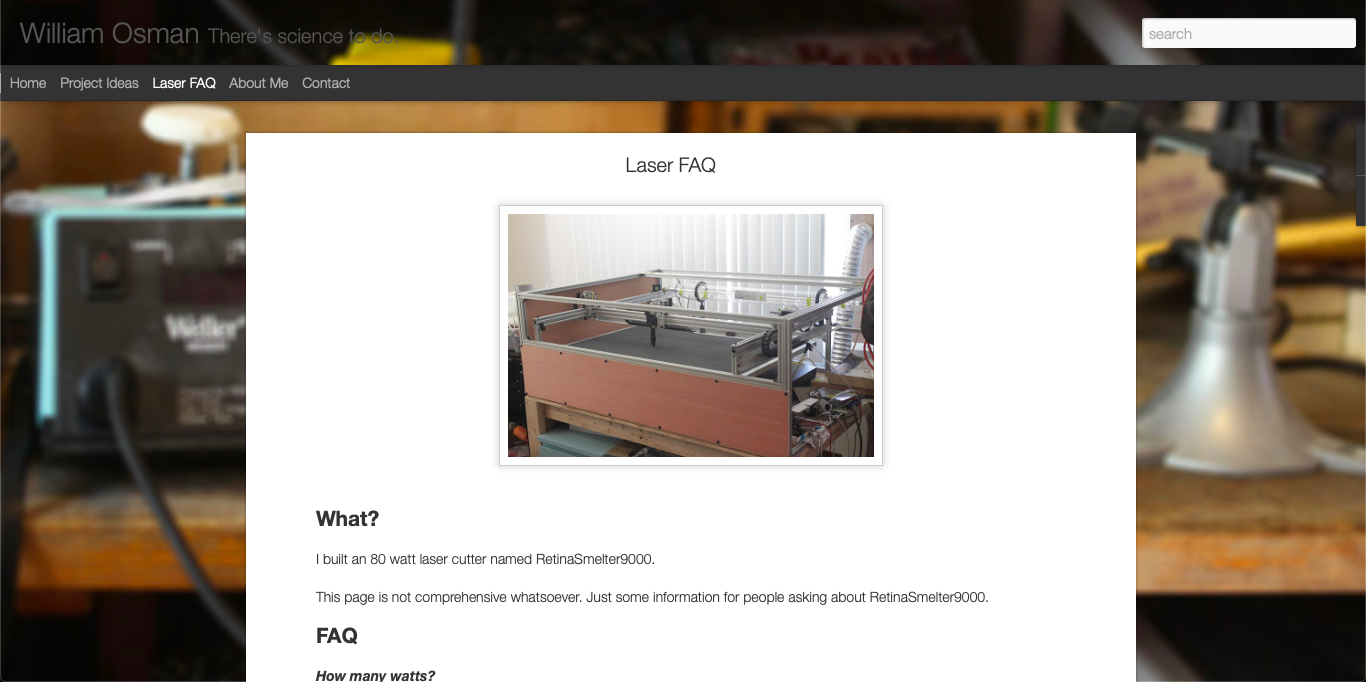 William Osman There's science to do.
search
Home Project Ideas Laser FAQ About Me Contact
Laser FAQ
Weller
What?
I built an 80 watt laser cutter named RetinaSmelter9000.
This page is not comprehensive whatsoever. Just some information for people asking about RetinaSmelter9000.
FAQ
How many watts?